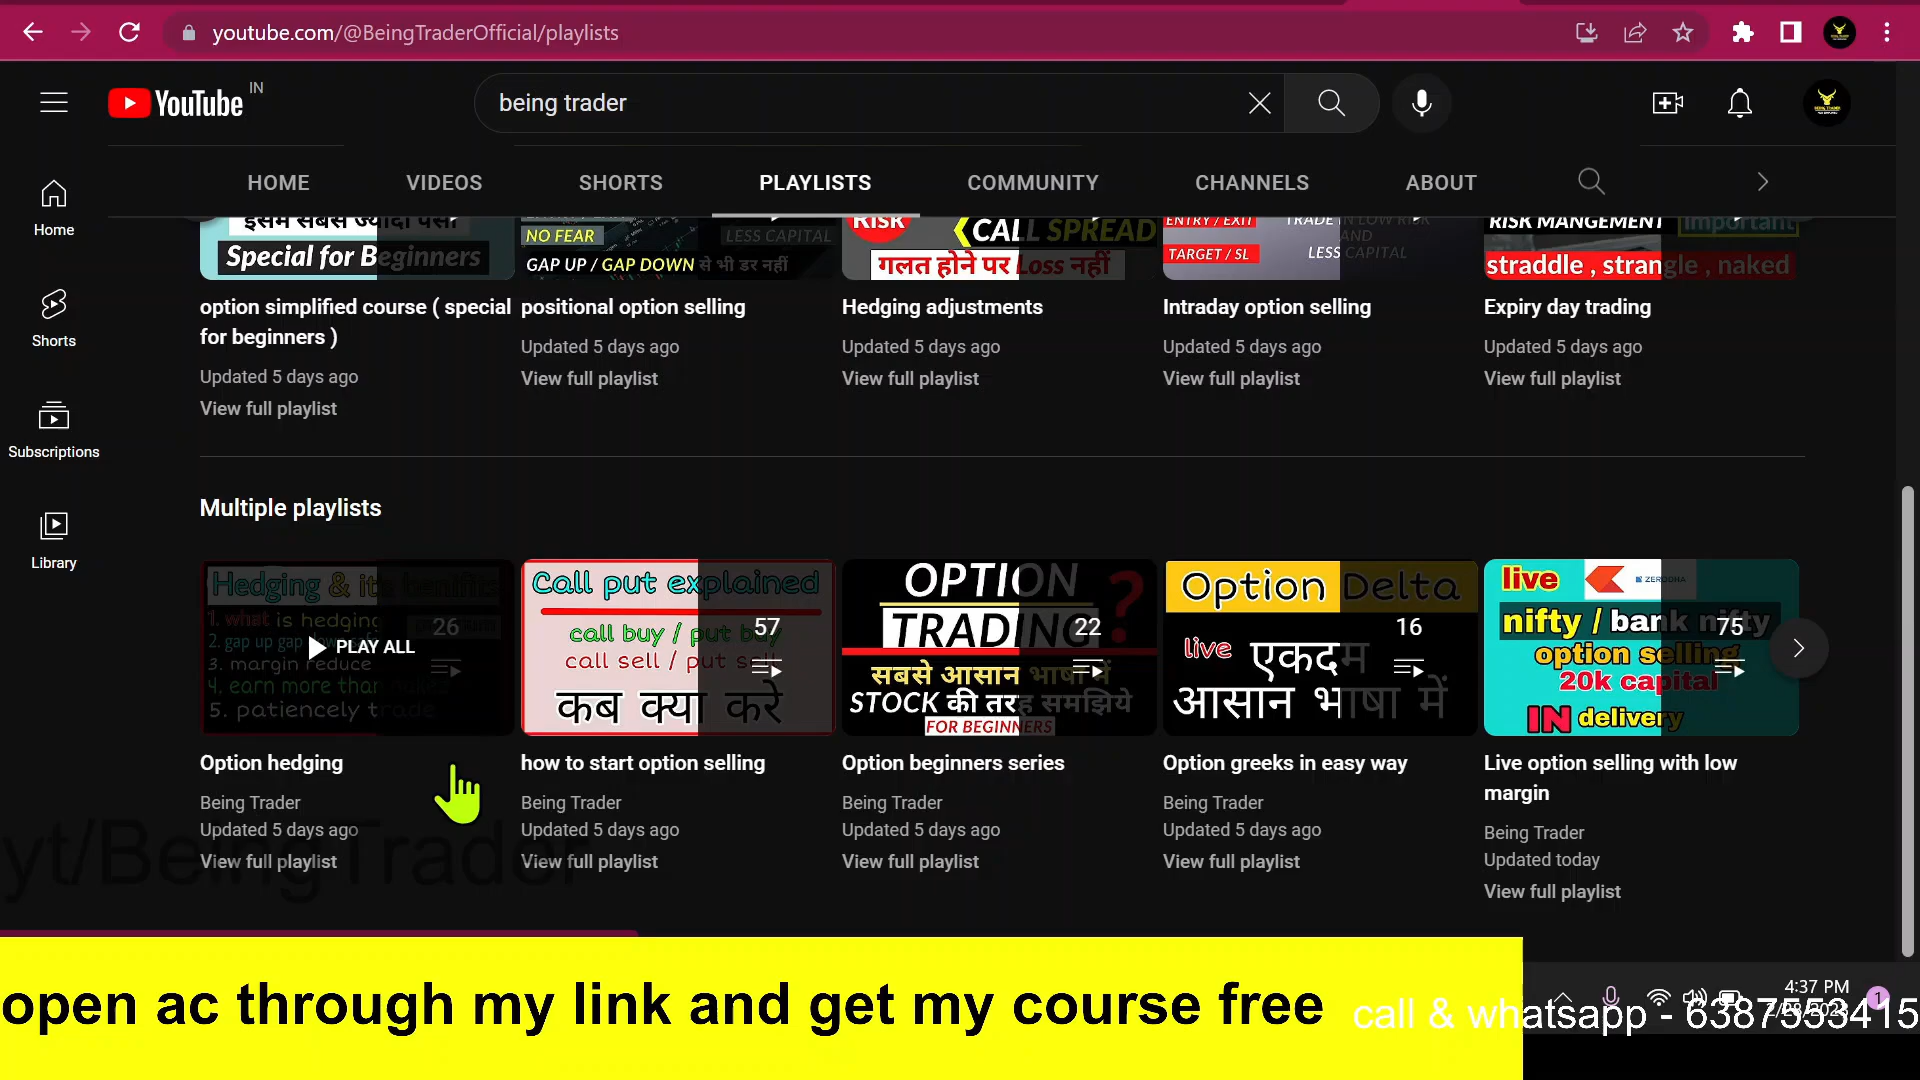 youtube.com/@BeingTraderOfficial/playlists
YouTube IN
being trader
HOME VIDEOS SHORTS PLAYLISTS COMMUNITY CHANNELS ABOUT
Home
Shorts
Subscriptions
Library
Special for Beginners
option simplified course ( special
for beginners )
Updated 5 days ago
View full playlist
NO FEAR
LESS CAPITAL
GAP UP / GAP DOWN से भी डर नहीं
positional option selling
Updated 5 days ago
View full playlist
RISK
CALL SPREAD
गलत होने पर Loss नहीं
Hedging adjustments
Updated 5 days ago
View full playlist
ENTRY / EXIT
TRADE IN LOW RISK
AND
TARGET / SL
LESS CAPITAL
Intraday option selling
Updated 5 days ago
View full playlist
RISK MANGEMENT important
straddle , strangle , naked
Expiry day trading
Updated 5 days ago
View full playlist
Multiple playlists
Hedging & it's benifits
1. what is hedging
2. gap up gap
3. margin reduce
4. earn more than
5. patiencely trade
PLAY ALL
26
Option hedging
Being Trader
Updated 5 days ago
View full playlist
Call put explained
call buy / put buy
call sell / put sell
कब क्या करे
57
how to start option selling
Being Trader
Updated 5 days ago
View full playlist
OPTION
TRADING ?
सबसे आसान भाषा में
STOCK की तरह समझिये
FOR BEGINNERS
22
Option beginners series
Being Trader
Updated 5 days ago
View full playlist
Option Delta
live एकदम
आसान भाषा में
16
Option greeks in easy way
Being Trader
Updated 5 days ago
View full playlist
live ZERODHA
nifty / bank nifty
option selling
20k capital
IN delivery
75
Live option selling with low
margin
Being Trader
Updated today
View full playlist
yt/BeingTrader
open ac through my link and get my course free
call & whatsapp - 6387553415
4:37 PM
1